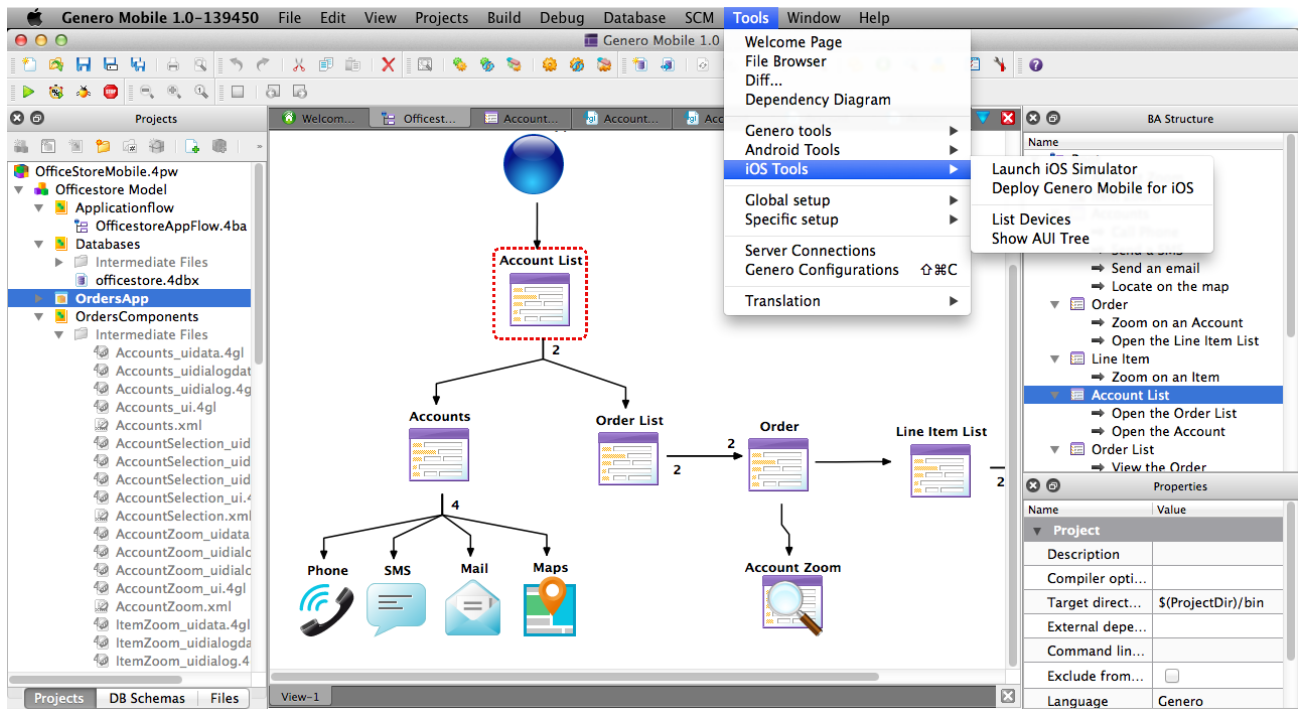 Genero Mobile 1.0-139450 File Edit View Projects Build Debug Database SCM Tools Window Help
Genero Mobile 1.0
Welcome Page
File Browser
Diff...
Dependency Diagram
Genero tools
Android Tools
iOS Tools
Global setup
Specific setup
Server Connections
Genero Configurations ⇧⌘C
Translation
Launch iOS Simulator
Deploy Genero Mobile for iOS
List Devices
Show AUI Tree
Projects
OfficeStoreMobile.4pw
Officestore Model
Applicationflow
OfficestoreAppFlow.4ba
Databases
Intermediate Files
officestore.4dbx
OrdersApp
OrdersComponents
Intermediate Files
Accounts_uidata.4gl
Accounts_uidialogdat
Accounts_uidialog.4g
Accounts_ui.4gl
Accounts.xml
AccountSelection_uid
AccountSelection_uid
AccountSelection_uid
AccountSelection_ui.4
AccountSelection.xml
AccountZoom_uidata
AccountZoom_uidialc
AccountZoom_uidialc
AccountZoom_ui.4gl
AccountZoom.xml
ItemZoom_uidata.4gl
ItemZoom_uidialogda
ItemZoom_uidialog.4
Projects DB Schemas Files
Welcom... Officest... Account... Account... Acc
Account List
2
Accounts
Order List
2
2
Order
Line Item List
2
4
Phone
SMS
Mail
Maps
Account Zoom
View-1
BA Structure
Name
Accounts
Call Phone
Send a SMS
Send an email
Locate on the map
Order
Zoom on an Account
Open the Line Item List
Line Item
Zoom on an Item
Account List
Open the Order List
Open the Account
Order List
View the Order
Properties
Name Value
Project
Description
Compiler opti...
Target direct... $(ProjectDir)/bin
External depe...
Command lin...
Exclude from...
Language Genero